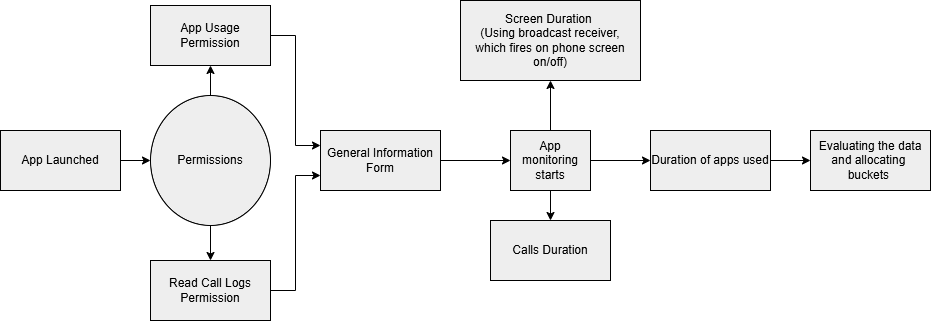 App Usage
Permission
Screen Duration
(Using broadcast receiver,
which fires on phone screen
on/off)
App Launched
Permissions
General Information
Form
App
monitoring
starts
Duration of apps used
Evaluating the data
and allocating
buckets
Read Call Logs
Permission
Calls Duration